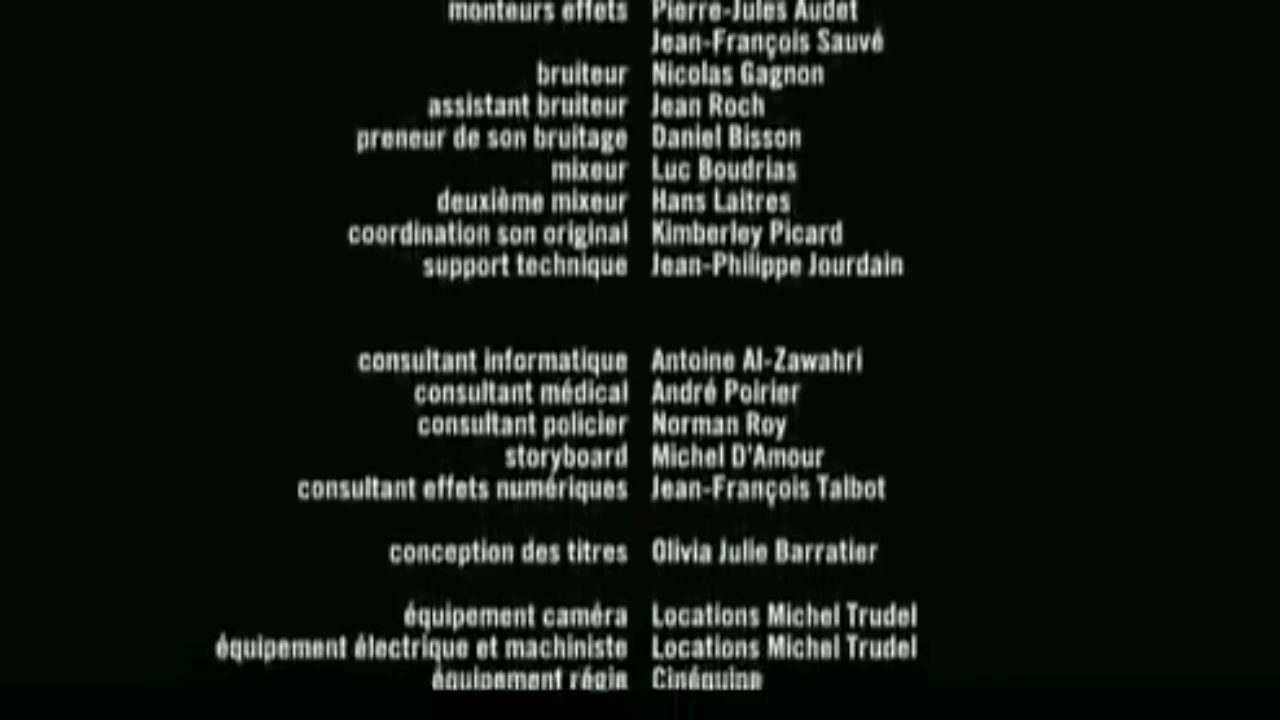 monteurs effets Pierre-Jules Audet
Jean-François Sauvé
bruiteur Nicolas Gagnon
assistant bruiteur Jean Roch
preneur de son bruitage Daniel Bisson
mixeur Luc Boudrias
deuxième mixeur Hans Laitres
coordination son original Kimberley Picard
support technique Jean-Philippe Jourdain
consultant informatique Antoine Al-Zawahri
consultant médical André Poirier
consultant policier Norman Roy
storyboard Michel D'Amour
consultant effets numériques Jean-François Talbot
conception des titres Olivia Julie Barratier
équipement caméra Locations Michel Trudel
équipement électrique et machiniste Locations Michel Trudel
équipement régie Cinéquipe